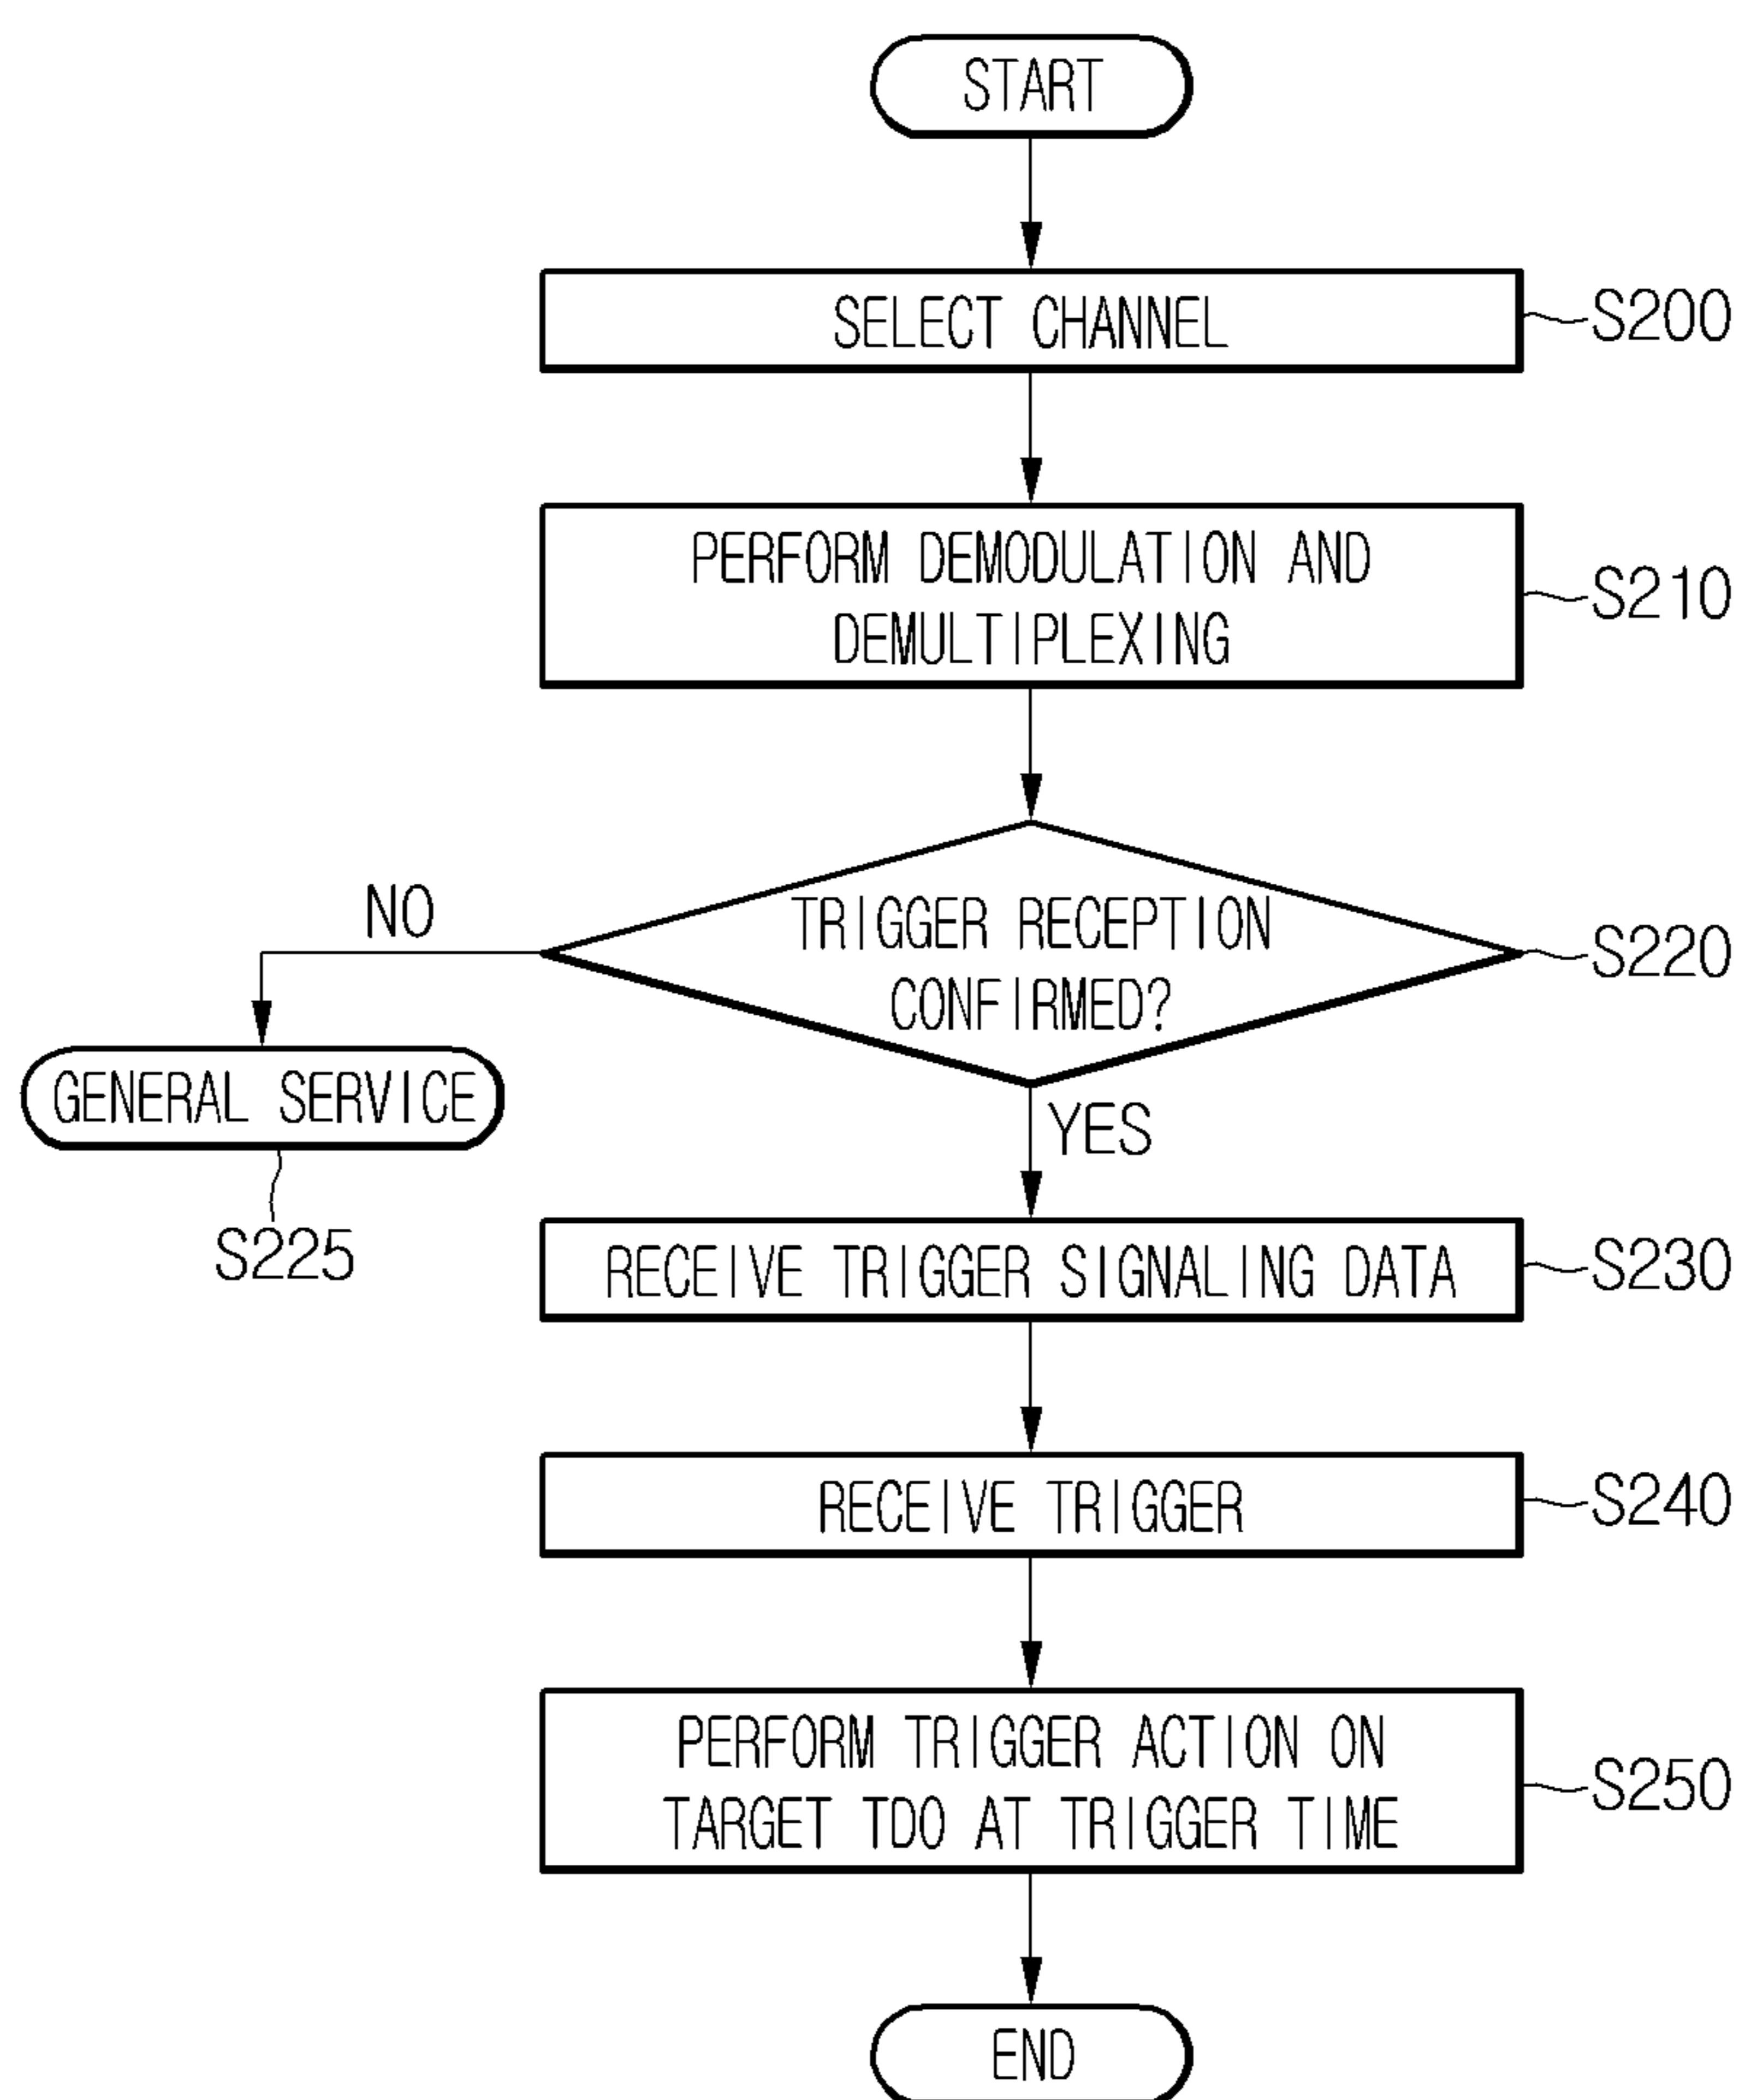 START
SELECT CHANNEL
S200
PERFORM DEMODULATION AND
DEMULTIPLEXING
S210
TRIGGER RECEPTION
CONFIRMED?
S220
NO
GENERAL SERVICE
S225
YES
RECEIVE TRIGGER SIGNALING DATA
S230
RECEIVE TRIGGER
S240
PERFORM TRIGGER ACTION ON
TARGET TDO AT TRIGGER TIME
S250
END